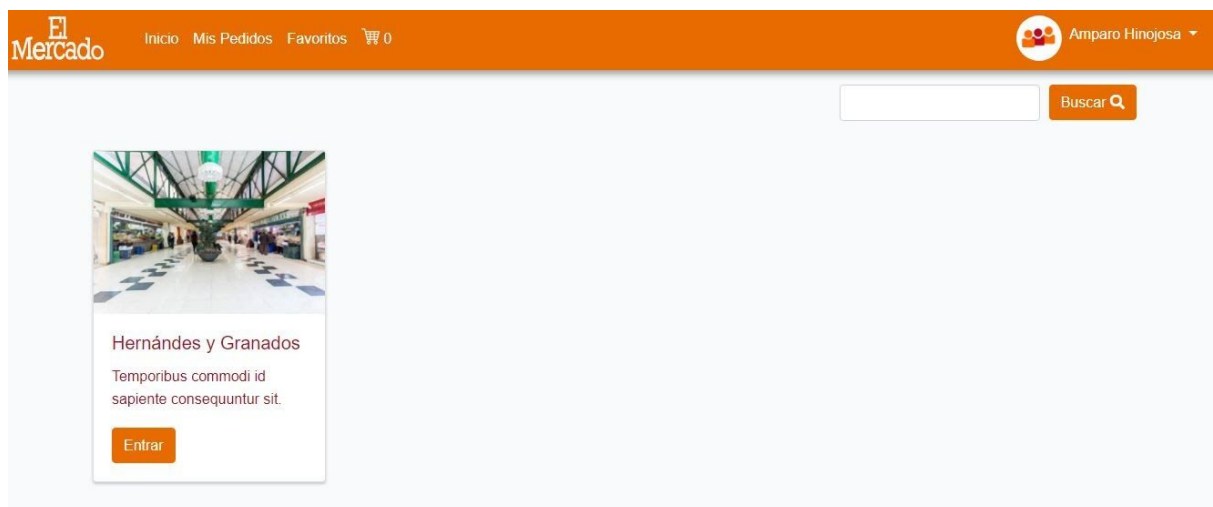 El
Mercado
Inicio Mis Pedidos Favoritos 0
Amparo Hinojosa
Buscar
Hernándes y Granados
Temporibus commodi id
sapiente consequuntur sit.
Entrar